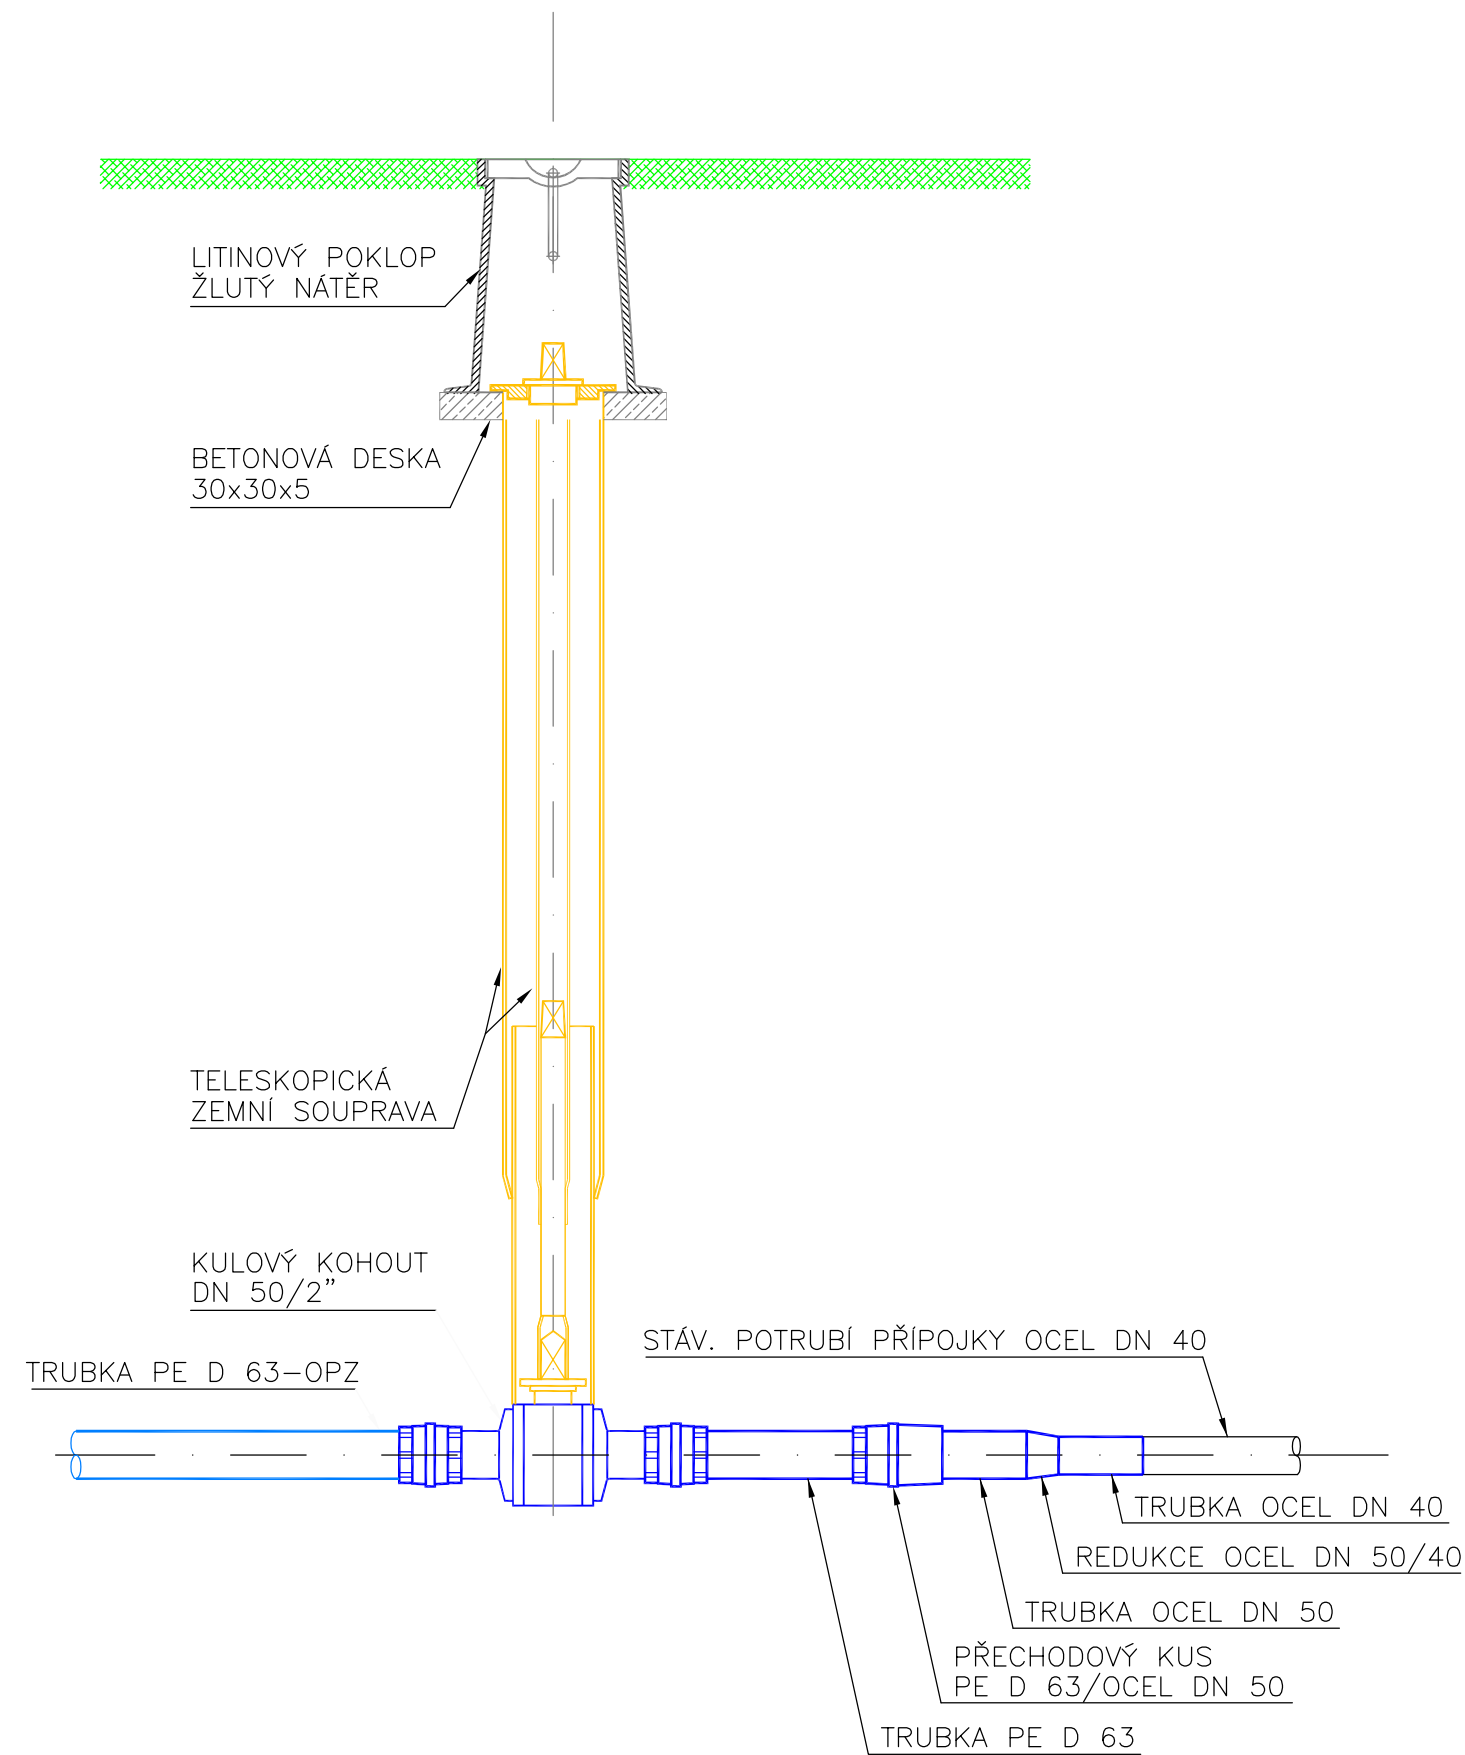 LITINOVÝ POKLOP
ŽLUTÝ NÁTĚR
BETONOVÁ DESKA
30x30x5
TELESKOPICKÁ
ZEMNÍ SOUPRAVA
KULOVÝ KOHOUT
DN 50/2”
TRUBKA PE D 63-OPZ
STÁV. POTRUBÍ PŘÍPOJKY OCEL DN 40
TRUBKA OCEL DN 40
REDUKCE OCEL DN 50/40
TRUBKA OCEL DN 50
PŘECHODOVÝ KUS
PE D 63/OCEL DN 50
TRUBKA PE D 63